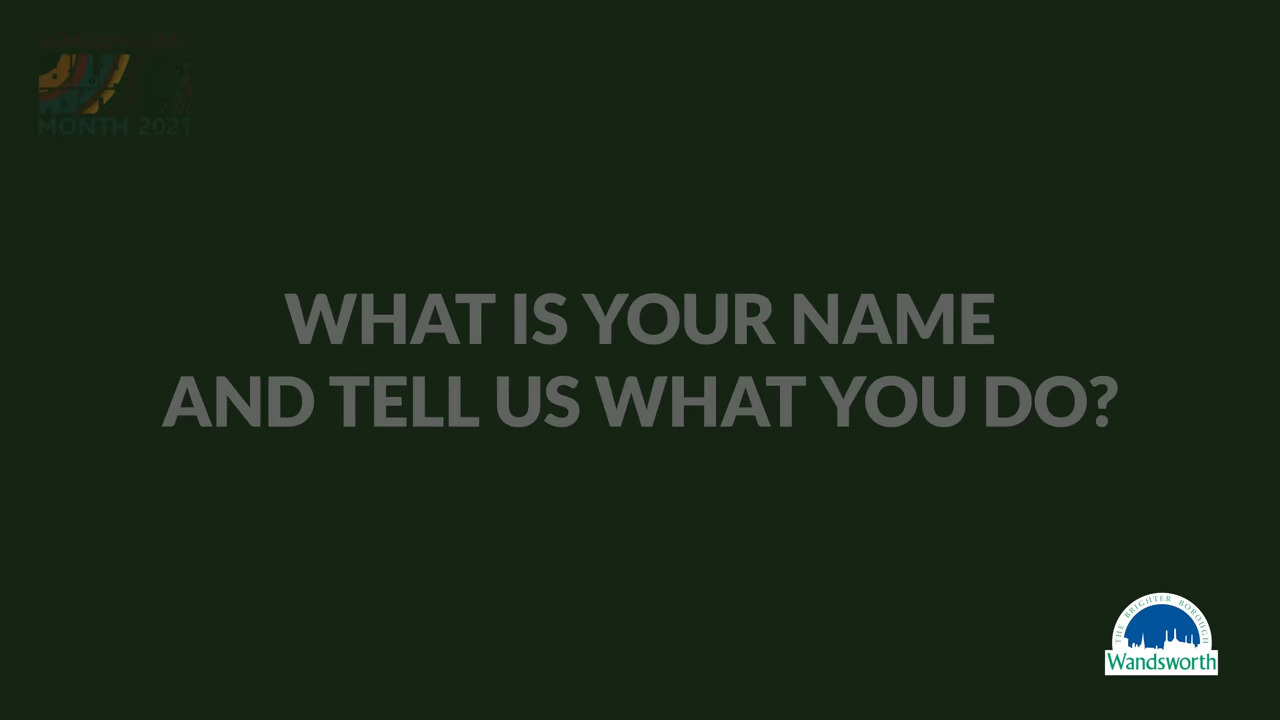 MONTH 2021
WHAT IS YOUR NAME
AND TELL US WHAT YOU DO?
THE BRIGHTER BOROUGH
Wandsworth